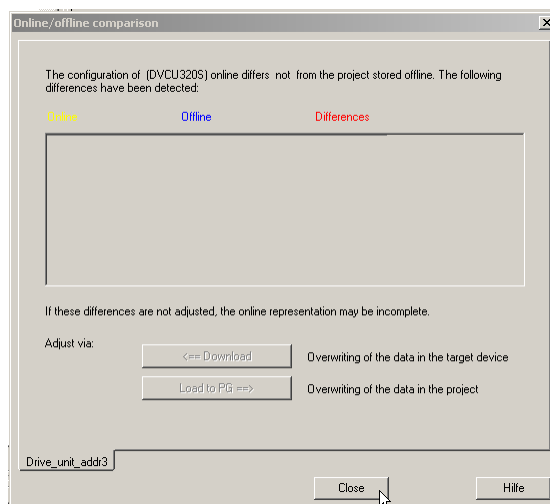 Online/offline comparison
The configuration of (DVCU320S) online differs not from the project stored offline. The following
differences have been detected:
Online Offline Differences
If these differences are not adjusted, the online representation may be incomplete.
Adjust via:
<== Download Overwriting of the data in the target device
Load to PG ==> Overwriting of the data in the project
Drive_unit_addr3
Close Hilfe